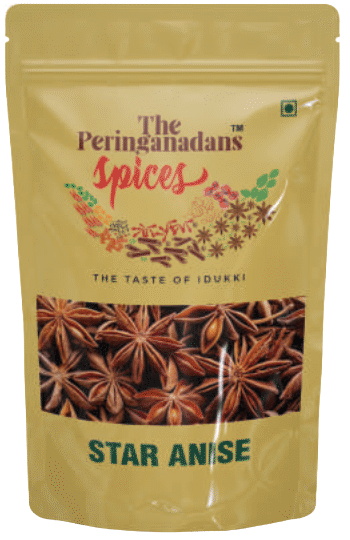 The
Peringanadans™
Spices
THE TASTE OF IDUKKI
STAR ANISE